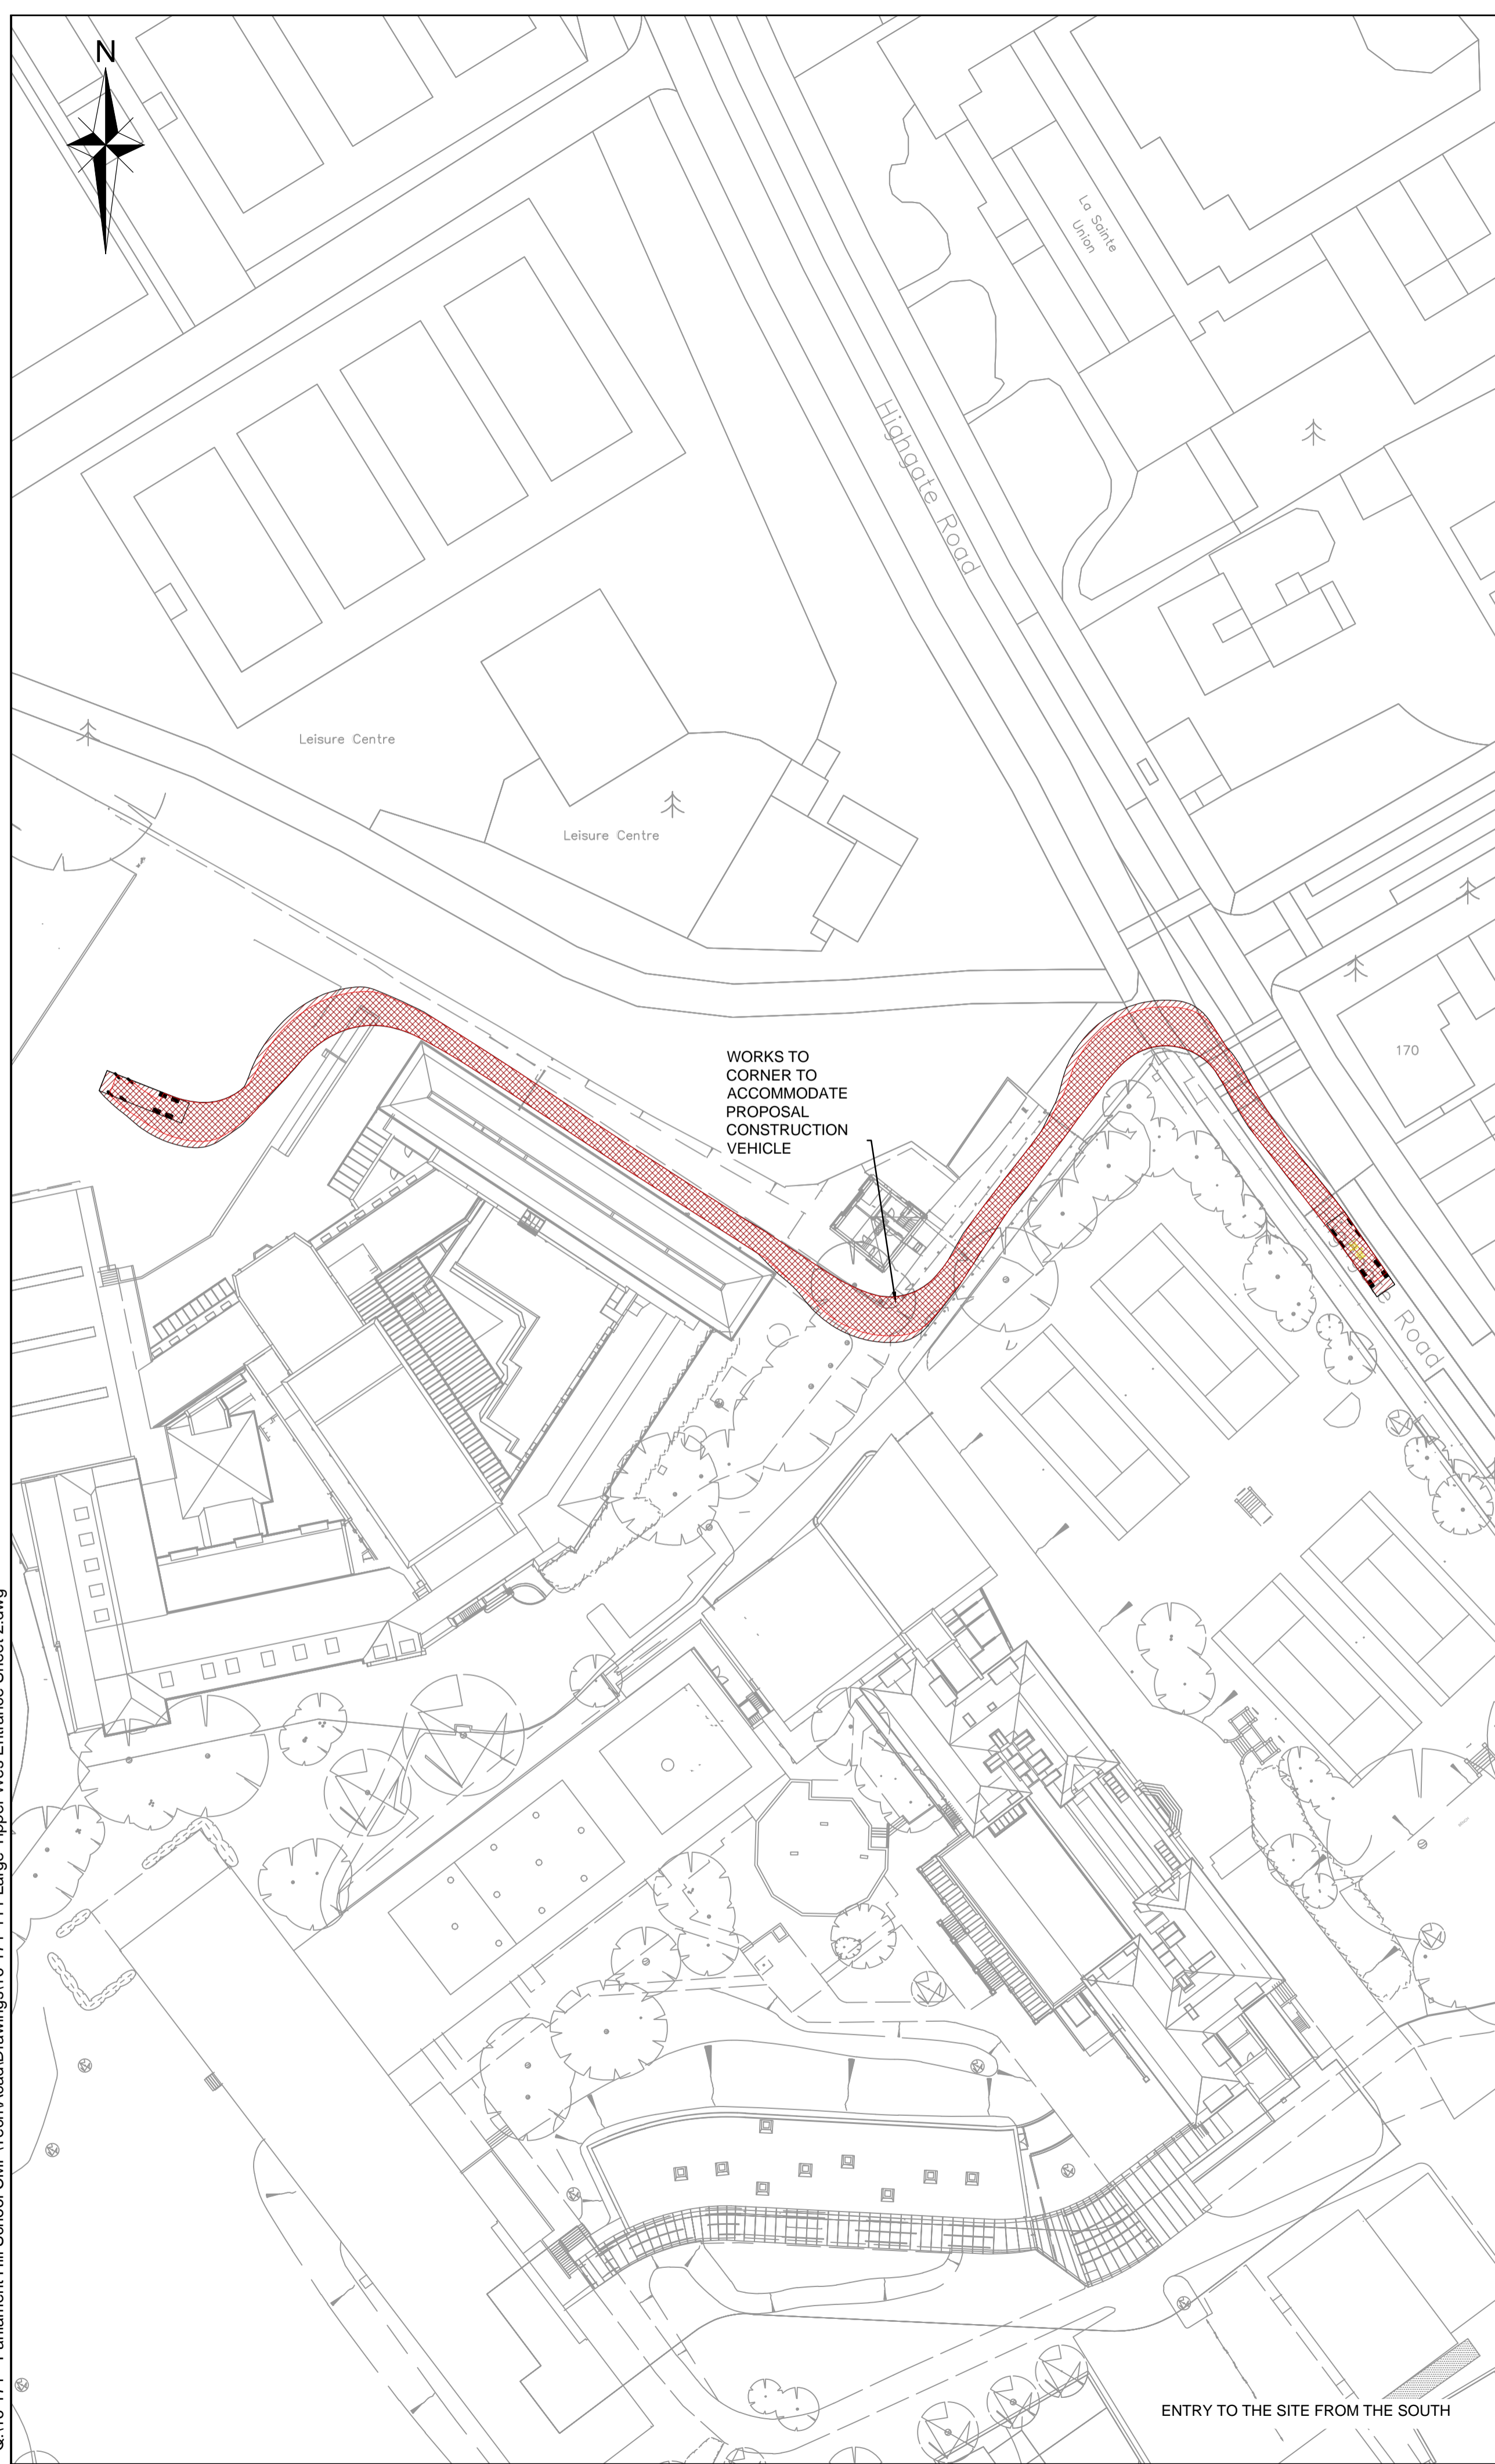 N
La Sainte
Union
Highgate Road
Leisure Centre
Leisure Centre
170
WORKS TO
CORNER TO
ACCOMMODATE
PROPOSAL
CONSTRUCTION
VEHICLE
Road
ENTRY TO THE SITE FROM THE SOUTH